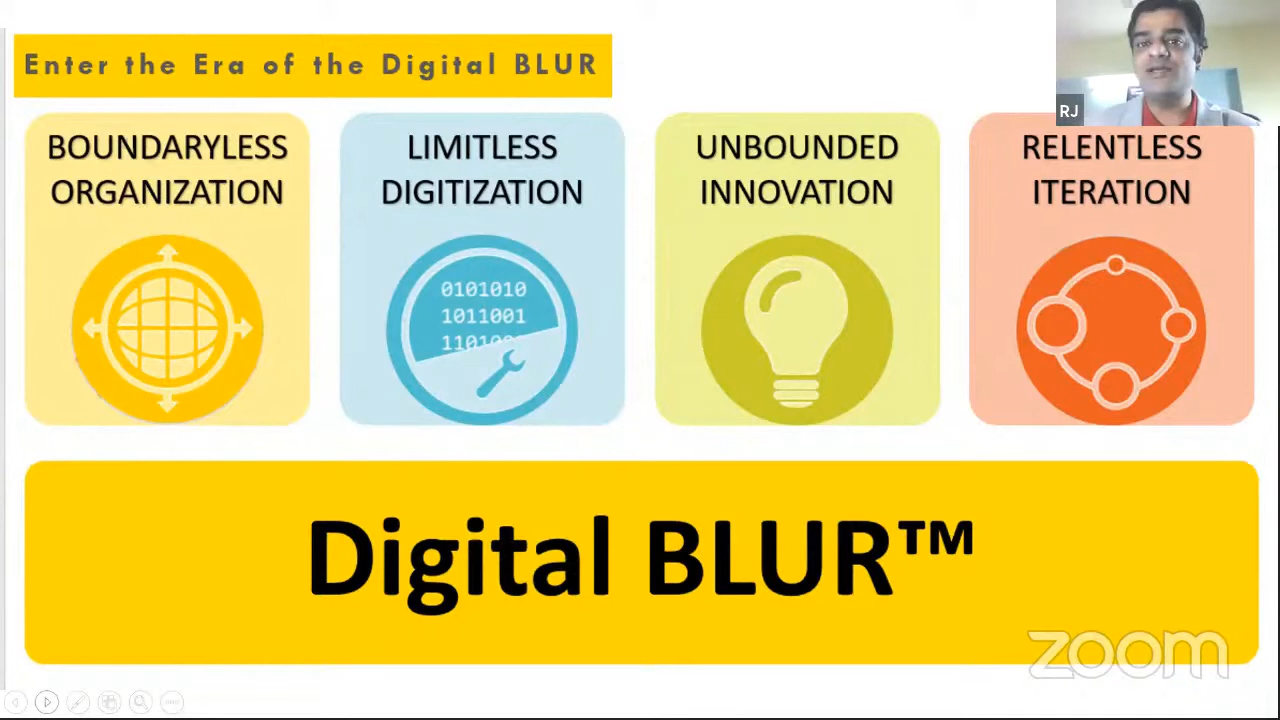 Enter the Era of the Digital BLUR
RJ
BOUNDARYLESS
ORGANIZATION
LIMITLESS
DIGITIZATION
UNBOUNDED
INNOVATION
RELENTLESS
ITERATION
0101010
1011001
Digital BLUR™
zoom